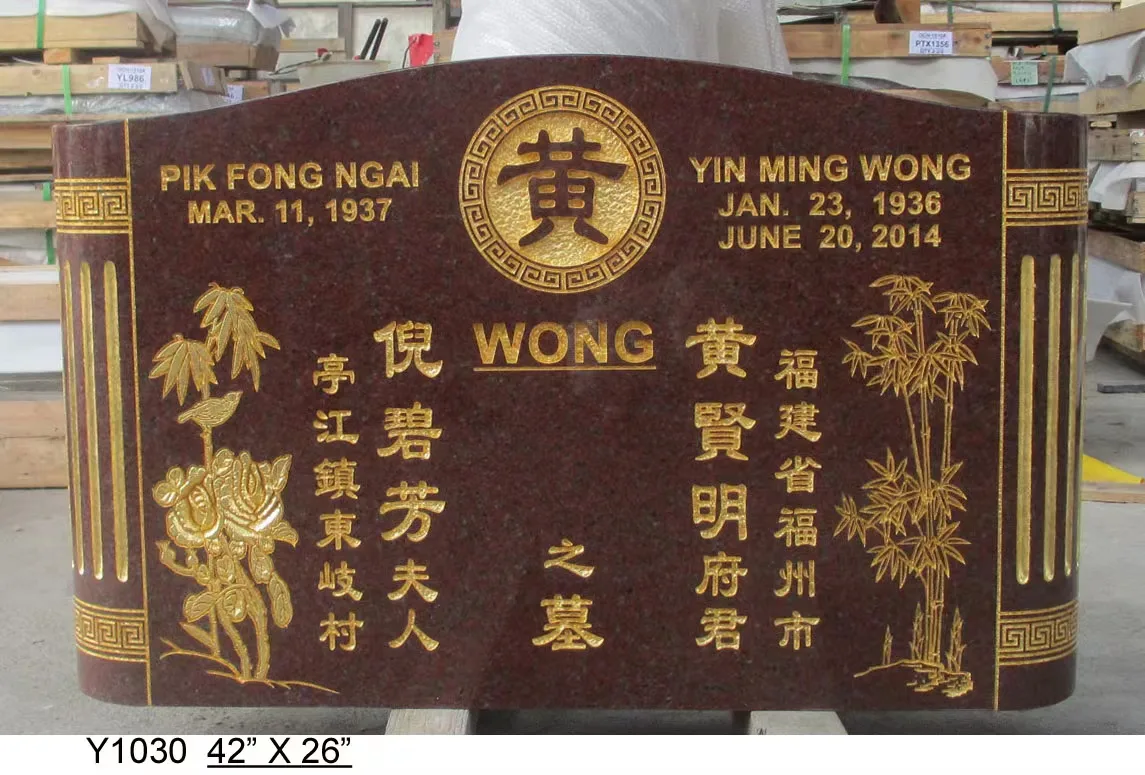 PTX1356
YL986
黄
PIK FONG NGAI
MAR. 11, 1937
YIN MING WONG
JAN. 23, 1936
JUNE 20, 2014
WONG
福建省福州市
黄賢明府君
之墓
倪碧芳夫人
亭江鎮東岐村
Y1030 42” X 26”